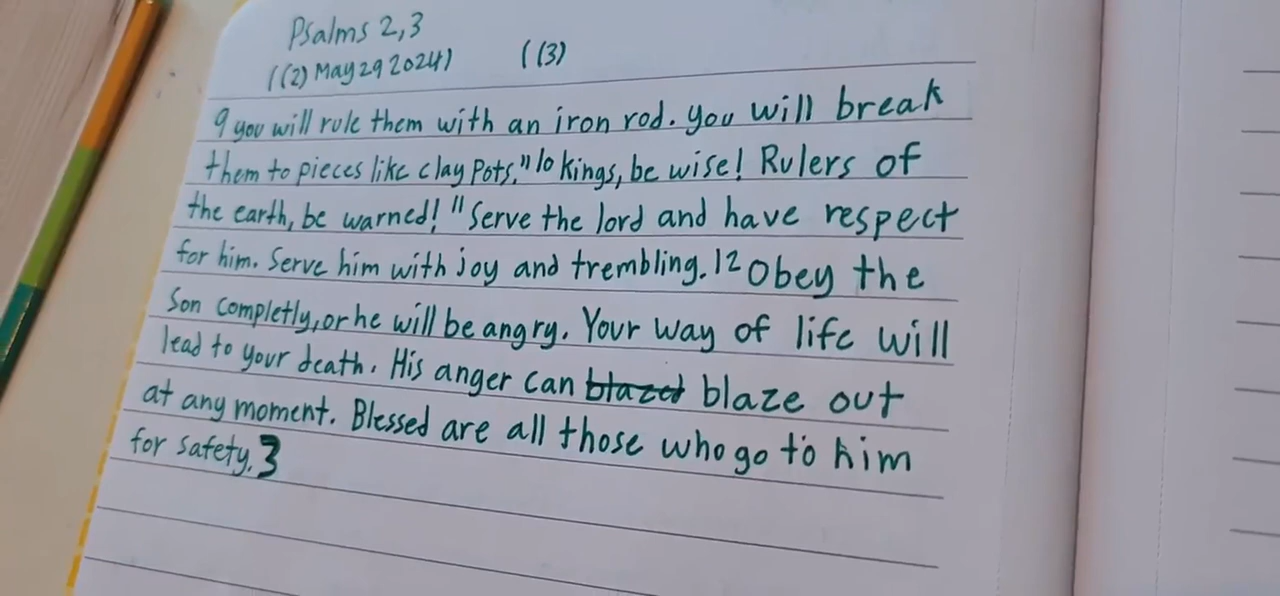 Psalms 2,3
((2) May 29 2024) ((3)
9 you will rule them with an iron rod. you will break
them to pieces like clay Pots." 10 kings, be wise! Rulers of
the earth, be warned! 11 Serve the lord and have respect
for him. Serve him with joy and trembling. 12 Obey the
Son completly, or he will be angry. Your way of life will
lead to your death. His anger can blazed blaze out
at any moment. Blessed are all those who go to him
for safety. 3